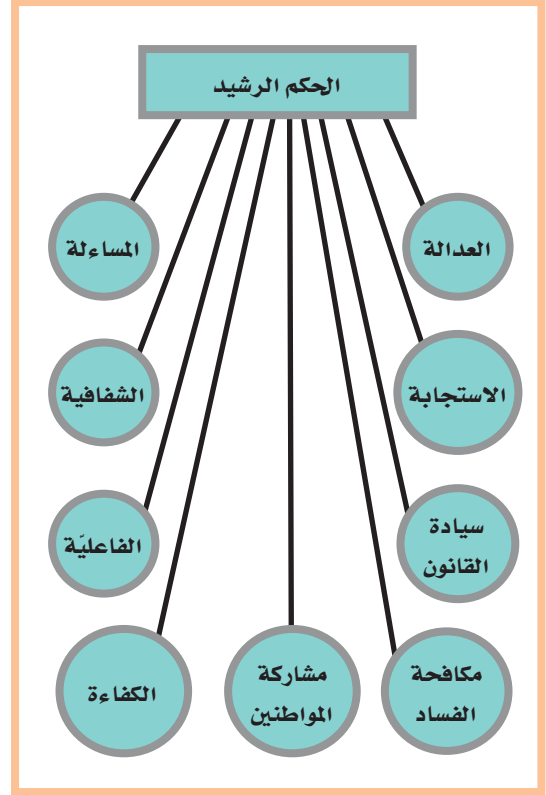 الحكم الرشيد
العدالة
المساءلة
الاستجابة
الشفافية
سيادة
القانون
الفاعليّة
مكافحة
الفساد
مشاركة
المواطنين
الكفاءة